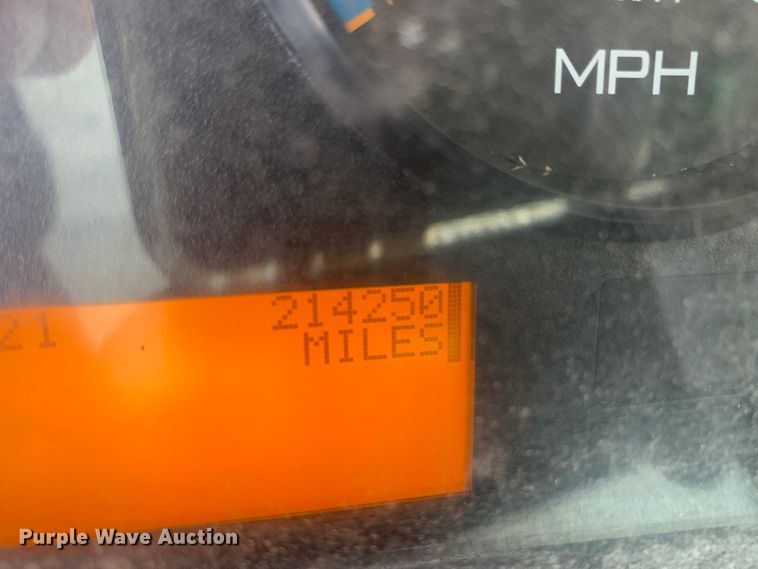 MPH
21
214250
MILES
Purple Wave Auction